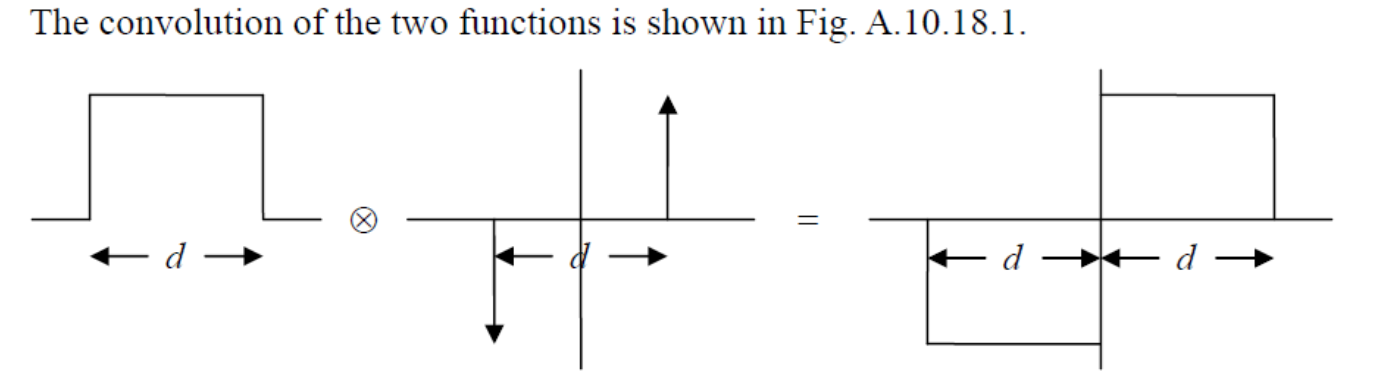 The convolution of the two functions is shown in Fig. A.10.18.1.
⊗ =
d d d d